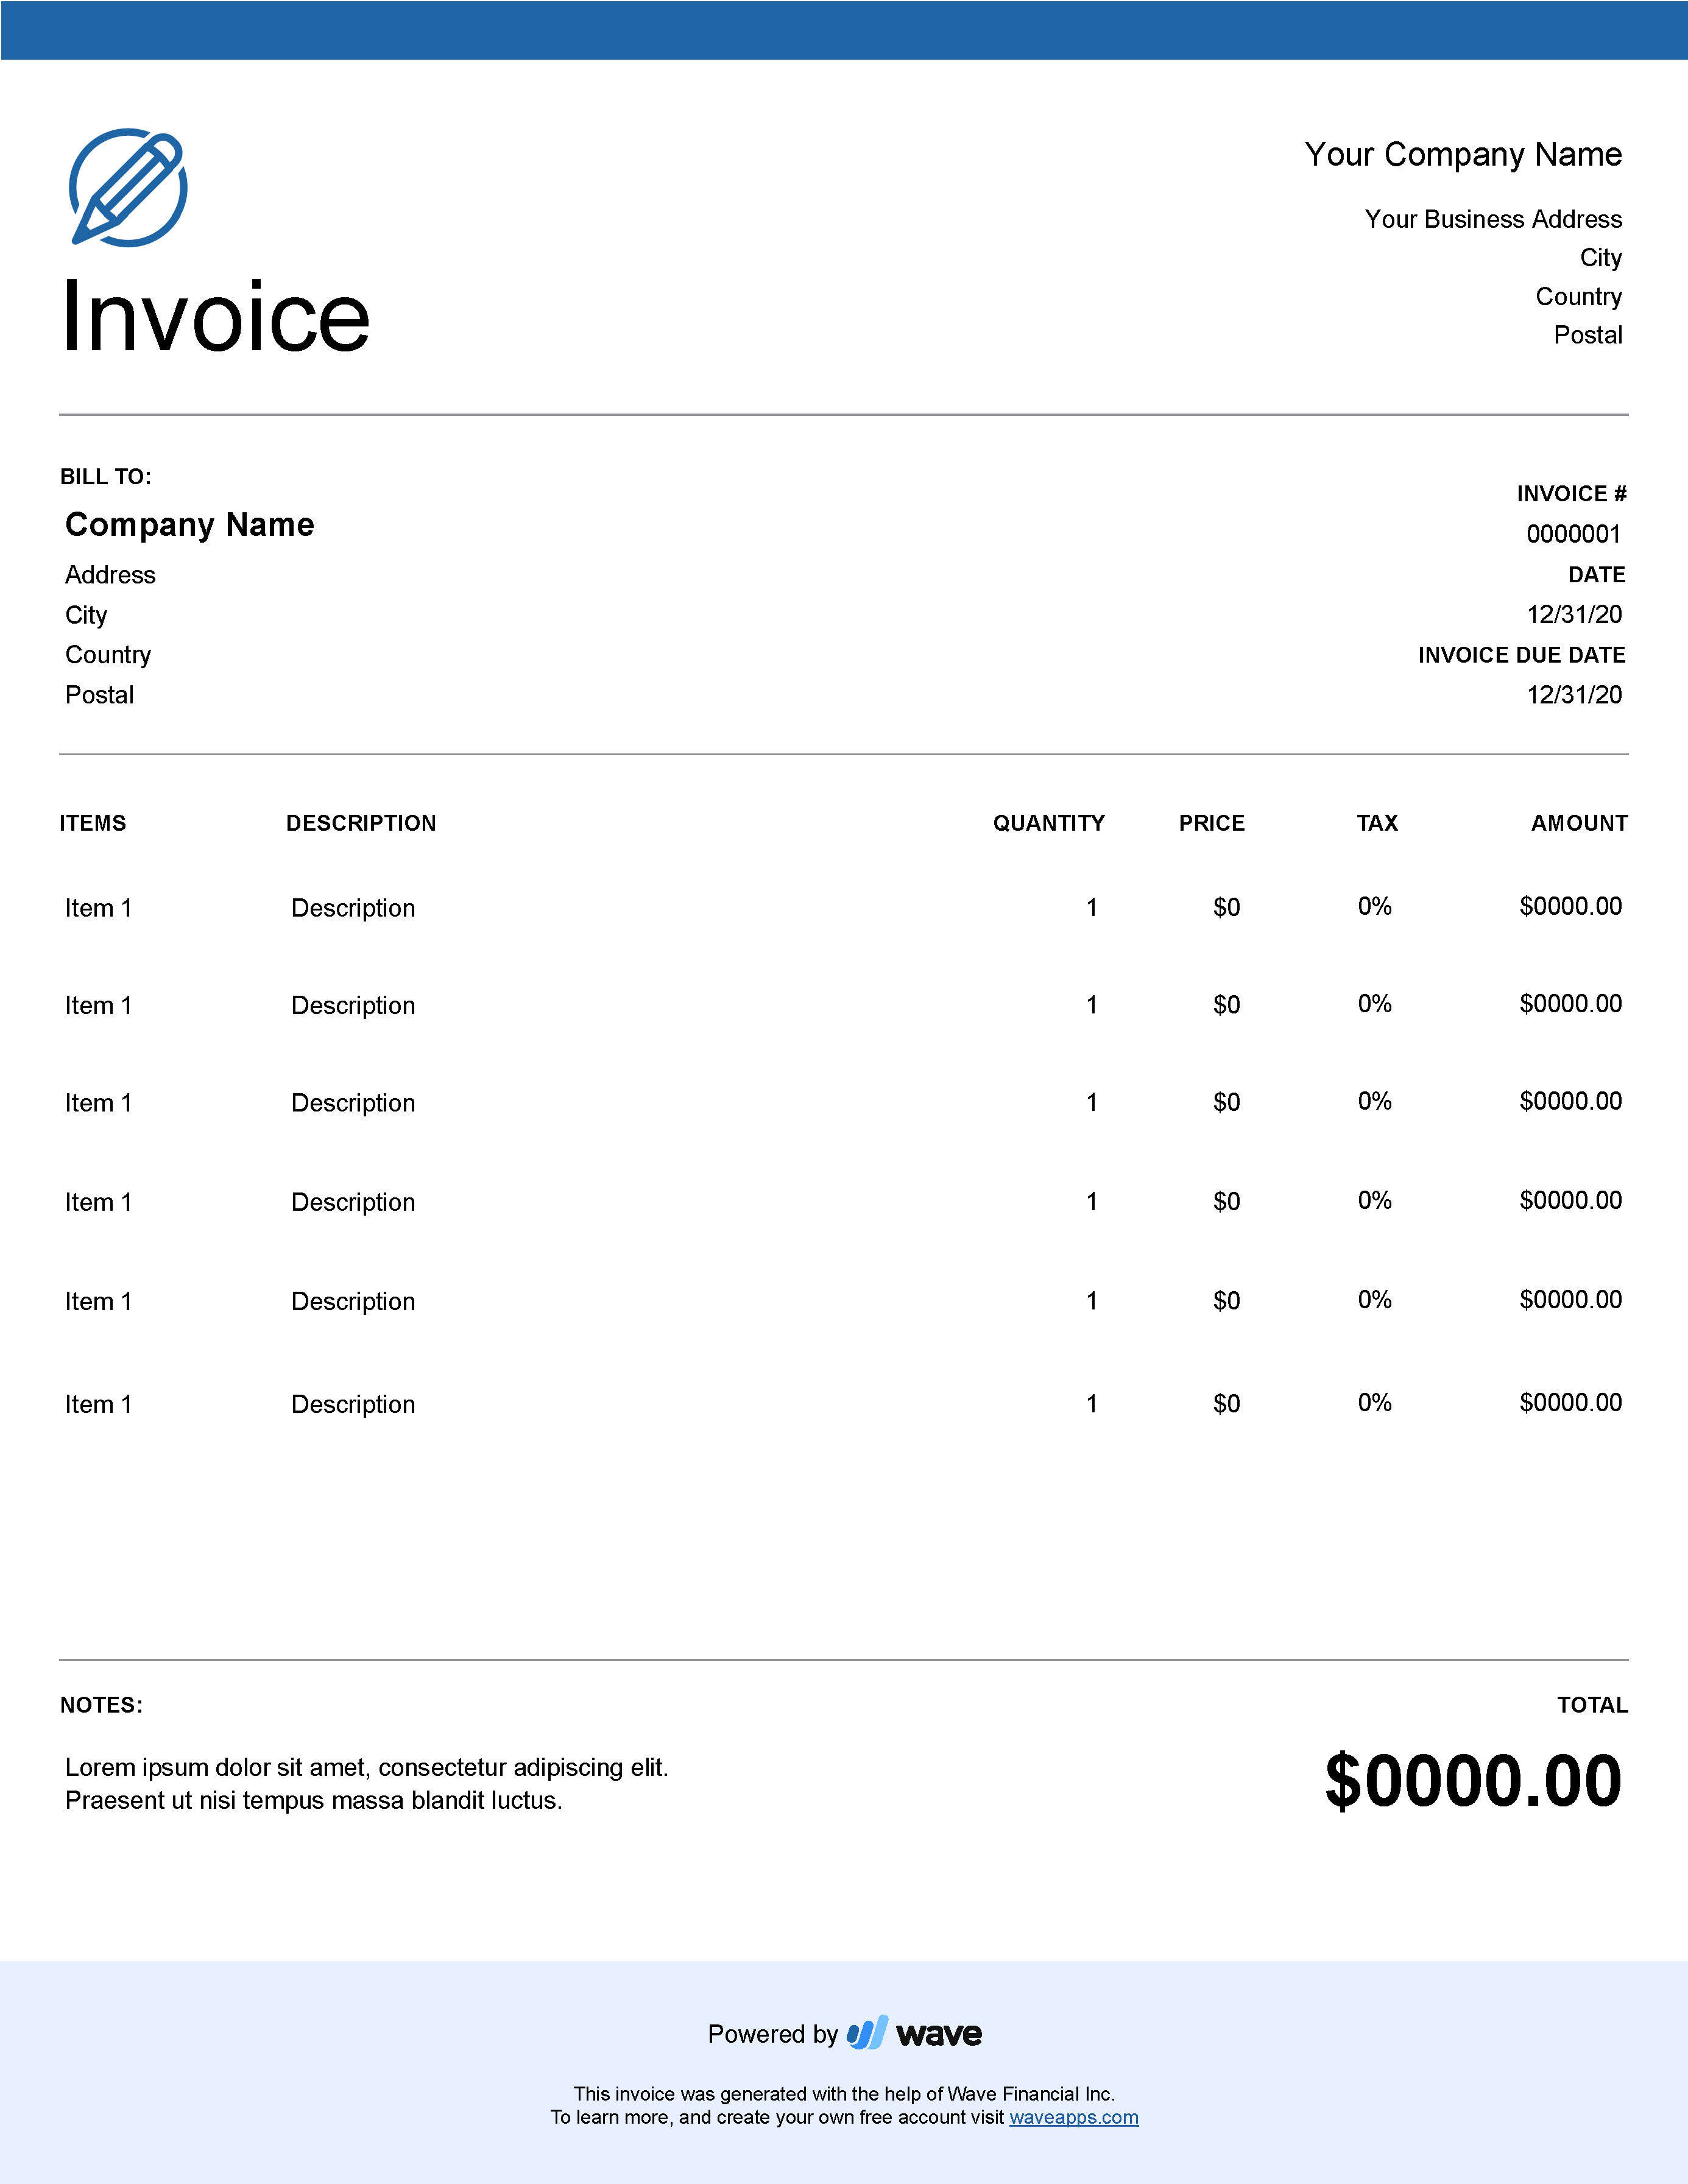 Your Company Name
Your Business Address
City
Country
Postal
Invoice
BILL TO:
Company Name
Address
City
Country
Postal
INVOICE #
0000001
DATE
12/31/20
INVOICE DUE DATE
12/31/20
ITEMS DESCRIPTION QUANTITY PRICE TAX AMOUNT
Item 1 Description 1 $0 0% $0000.00
Item 1 Description 1 $0 0% $0000.00
Item 1 Description 1 $0 0% $0000.00
Item 1 Description 1 $0 0% $0000.00
Item 1 Description 1 $0 0% $0000.00
Item 1 Description 1 $0 0% $0000.00
NOTES:
Lorem ipsum dolor sit amet, consectetur adipiscing elit.
Praesent ut nisi tempus massa blandit luctus.
TOTAL
$0000.00
Powered by wave
This invoice was generated with the help of Wave Financial Inc.
To learn more, and create your own free account visit waveapps.com